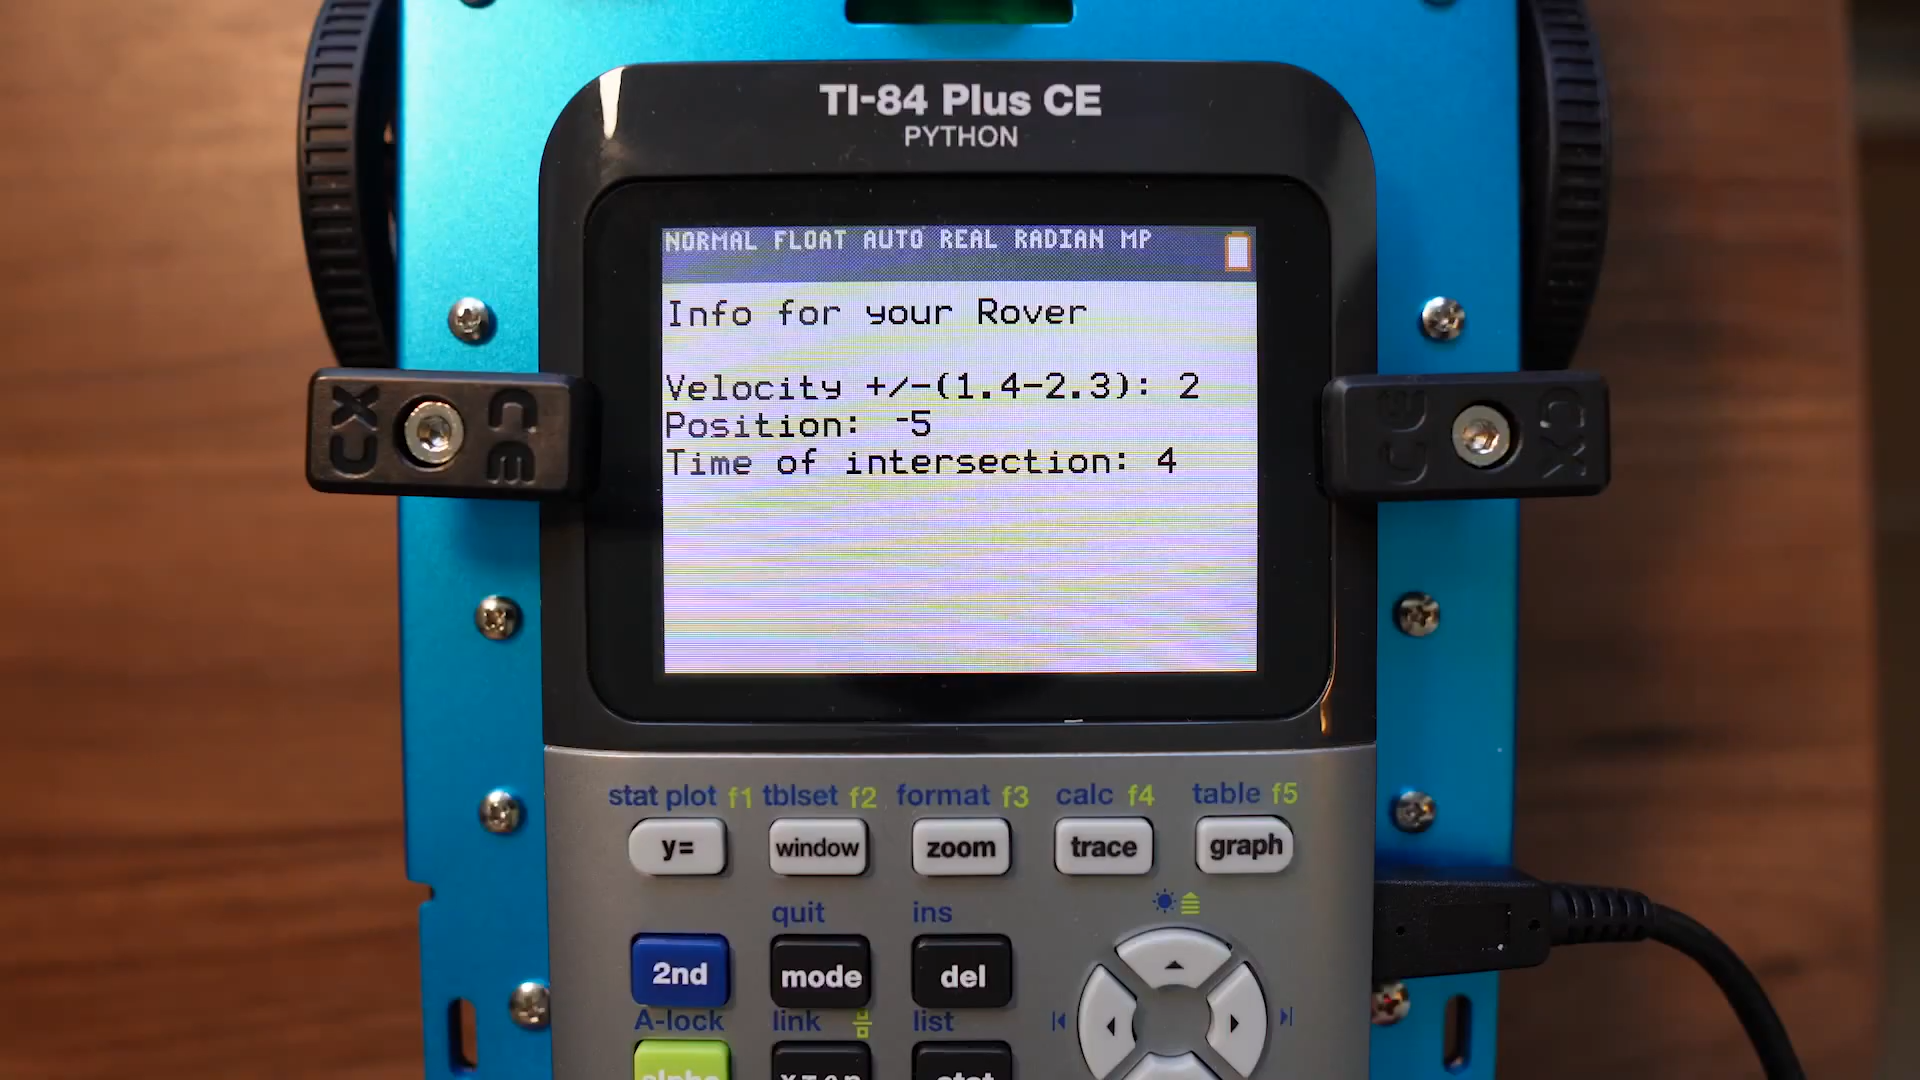 TI-84 Plus CE
PYTHON
NORMAL FLOAT AUTO REAL RADIAN MP
Info for your Rover
Velocity +/-(1.4-2.3): 2
Position: -5
Time of intersection: 4
CX
CE
CE
CX
stat plot f1 tblset f2 format f3 calc f4 table f5
y= window zoom trace graph
quit ins
2nd mode del
A-lock link list
alpha X,T,θ,n stat